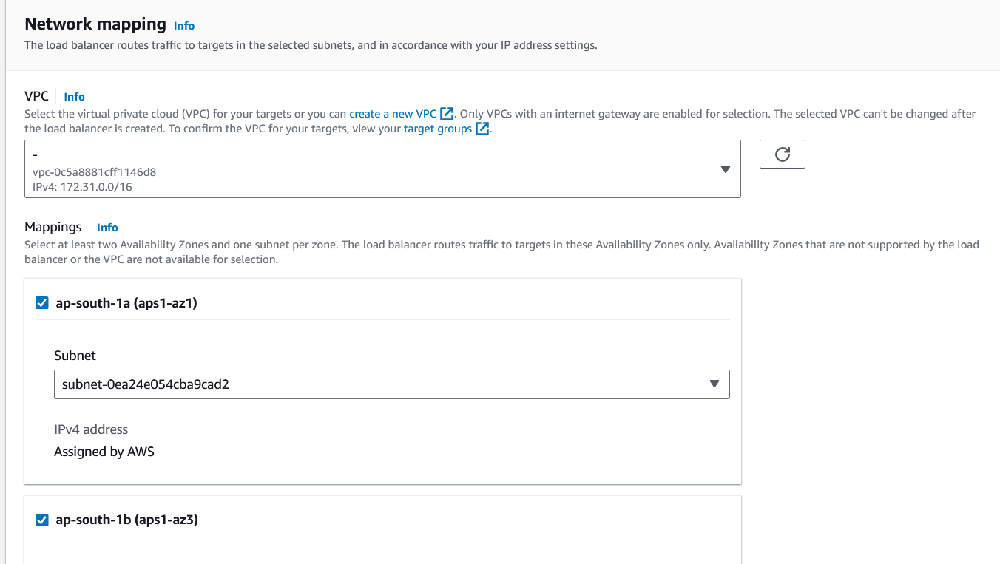 Network mapping Info
The load balancer routes traffic to targets in the selected subnets, and in accordance with your IP address settings.
VPC Info
Select the virtual private cloud (VPC) for your targets or you can create a new VPC . Only VPCs with an internet gateway are enabled for selection. The selected VPC can't be changed after
the load balancer is created. To confirm the VPC for your targets, view your target groups .
-
vpc-0c5a8881cff1146d8
IPv4: 172.31.0.0/16
Mappings Info
Select at least two Availability Zones and one subnet per zone. The load balancer routes traffic to targets in these Availability Zones only. Availability Zones that are not supported by the load
balancer or the VPC are not available for selection.
ap-south-1a (aps1-az1)
Subnet
subnet-0ea24e054cba9cad2
IPv4 address
Assigned by AWS
ap-south-1b (aps1-az3)